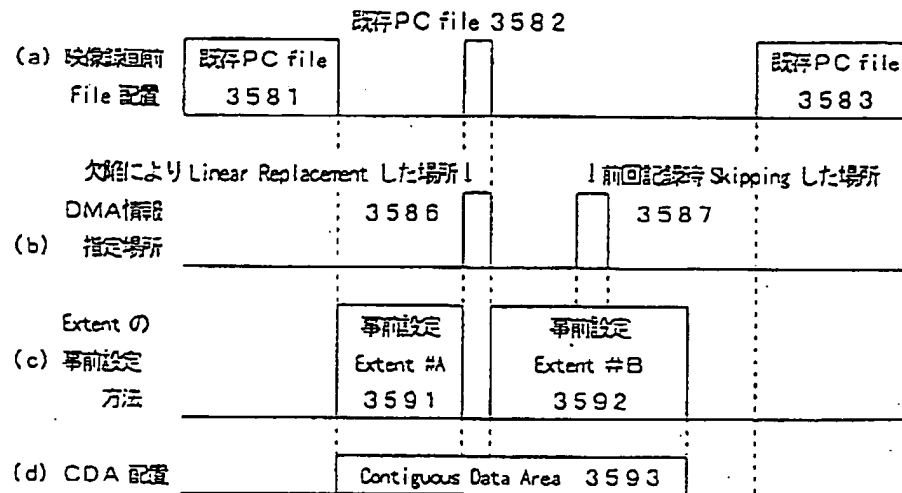 既存PC file 3582
(a) 映像録画前 既存PC file 既存PC file
File 配置 3581 3583
欠陥により Linear Replacement した場所↓ ↓前回記録時 Skipping した場所
DMA情報 3586 3587
(b) 指定場所
Extent の 事前設定 事前設定
(c) 事前設定 Extent #A Extent #B
方法 3591 3592
(d) CDA 配置 Contiguous Data Area 3593